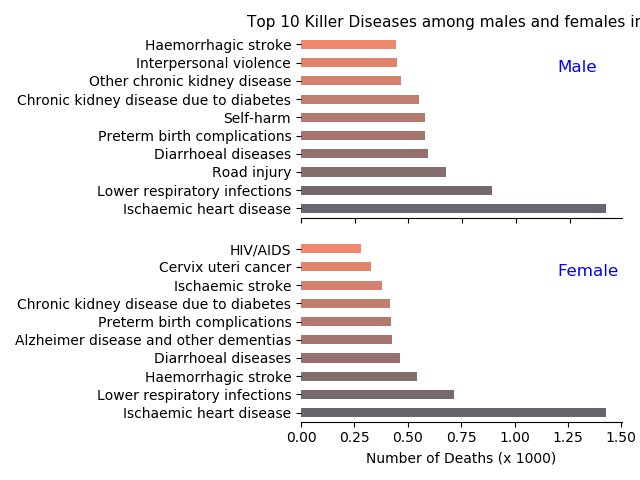 Top 10 Killer Diseases among males and females in
Haemorrhagic stroke
Interpersonal violence
Male
Other chronic kidney disease
Chronic kidney disease due to diabetes
Self-harm
Preterm birth complications
Diarrhoeal diseases
Road injury
Lower respiratory infections
Ischaemic heart disease
HIV/AIDS
Cervix uteri cancer
Female
Ischaemic stroke
Chronic kidney disease due to diabetes
Preterm birth complications
Alzheimer disease and other dementias
Diarrhoeal diseases
Haemorrhagic stroke
Lower respiratory infections
Ischaemic heart disease
0.00 0.25 0.50 0.75 1.00 1.25 1.50
Number of Deaths (x 1000)